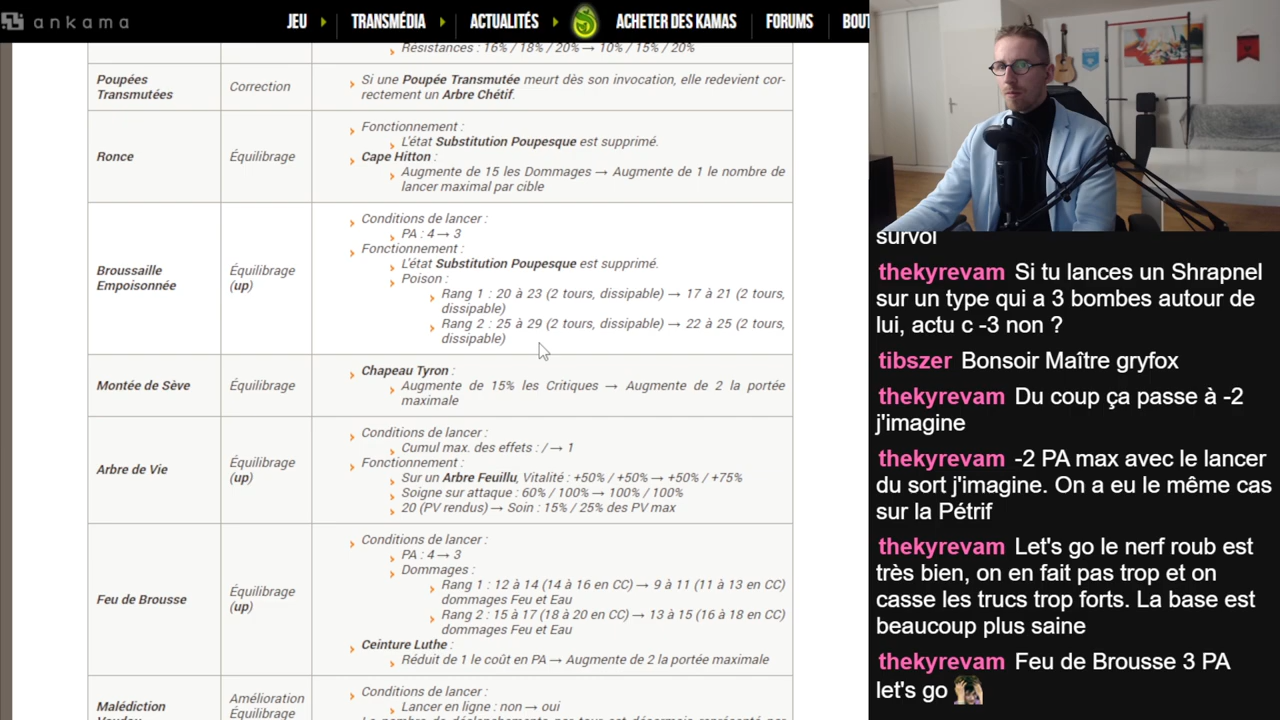 ankama
JEU
TRANSMÉDIA
ACTUALITÉS
ACHETER DES KAMAS
FORUMS
BOUT
Résistances : 16% / 18% / 20% → 10% / 15% / 20%
Poupées
Transmutées
Correction
Si une Poupée Transmutée meurt dès son invocation, elle redevient cor-
rectement un Arbre Chétif.
Ronce
Équilibrage
Fonctionnement :
L'état Substitution Poupesque est supprimé.
Cape Hitton :
Augmente de 15 les Dommages → Augmente de 1 le nombre de
lancer maximal par cible
Broussaille
Empoisonnée
Équilibrage
(up)
Conditions de lancer :
PA : 4 → 3
Fonctionnement :
L'état Substitution Poupesque est supprimé.
Poison :
Rang 1 : 20 à 23 (2 tours, dissipable) → 17 à 21 (2 tours,
dissipable)
Rang 2 : 25 à 29 (2 tours, dissipable) → 22 à 25 (2 tours,
dissipable)
Montée de Sève
Équilibrage
Chapeau Tyron :
Augmente de 15% les Critiques → Augmente de 2 la portée
maximale
Arbre de Vie
Équilibrage
(up)
Conditions de lancer :
Cumul max. des effets : / → 1
Fonctionnement :
Sur un Arbre Feuillu, Vitalité : +50% / +50% → +50% / +75%
Soigne sur attaque : 60% / 100% → 100% / 100%
20 (PV rendus) → Soin : 15% / 25% des PV max
Feu de Brousse
Équilibrage
(up)
Conditions de lancer :
PA : 4 → 3
Dommages :
Rang 1 : 12 à 14 (14 à 16 en CC) → 9 à 11 (11 à 13 en CC)
dommages Feu et Eau
Rang 2 : 15 à 17 (18 à 20 en CC) → 13 à 15 (16 à 18 en CC)
dommages Feu et Eau
Ceinture Luthe :
Réduit de 1 le coût en PA → Augmente de 2 la portée maximale
Malédiction
Amélioration
Équilibrage
Conditions de lancer :
Lancer en ligne : non → oui
survol
thekyrevam Si tu lances un Shrapnel
sur un type qui a 3 bombes autour de
lui, actu c -3 non ?
tibszer Bonsoir Maître gryfox
thekyrevam Du coup ça passe à -2
j'imagine
thekyrevam -2 PA max avec le lancer
du sort j'imagine. On a eu le même cas
sur la Pétrif
thekyrevam Let's go le nerf roub est
très bien, on en fait pas trop et on
casse les trucs trop forts. La base est
beaucoup plus saine
thekyrevam Feu de Brousse 3 PA
let's go